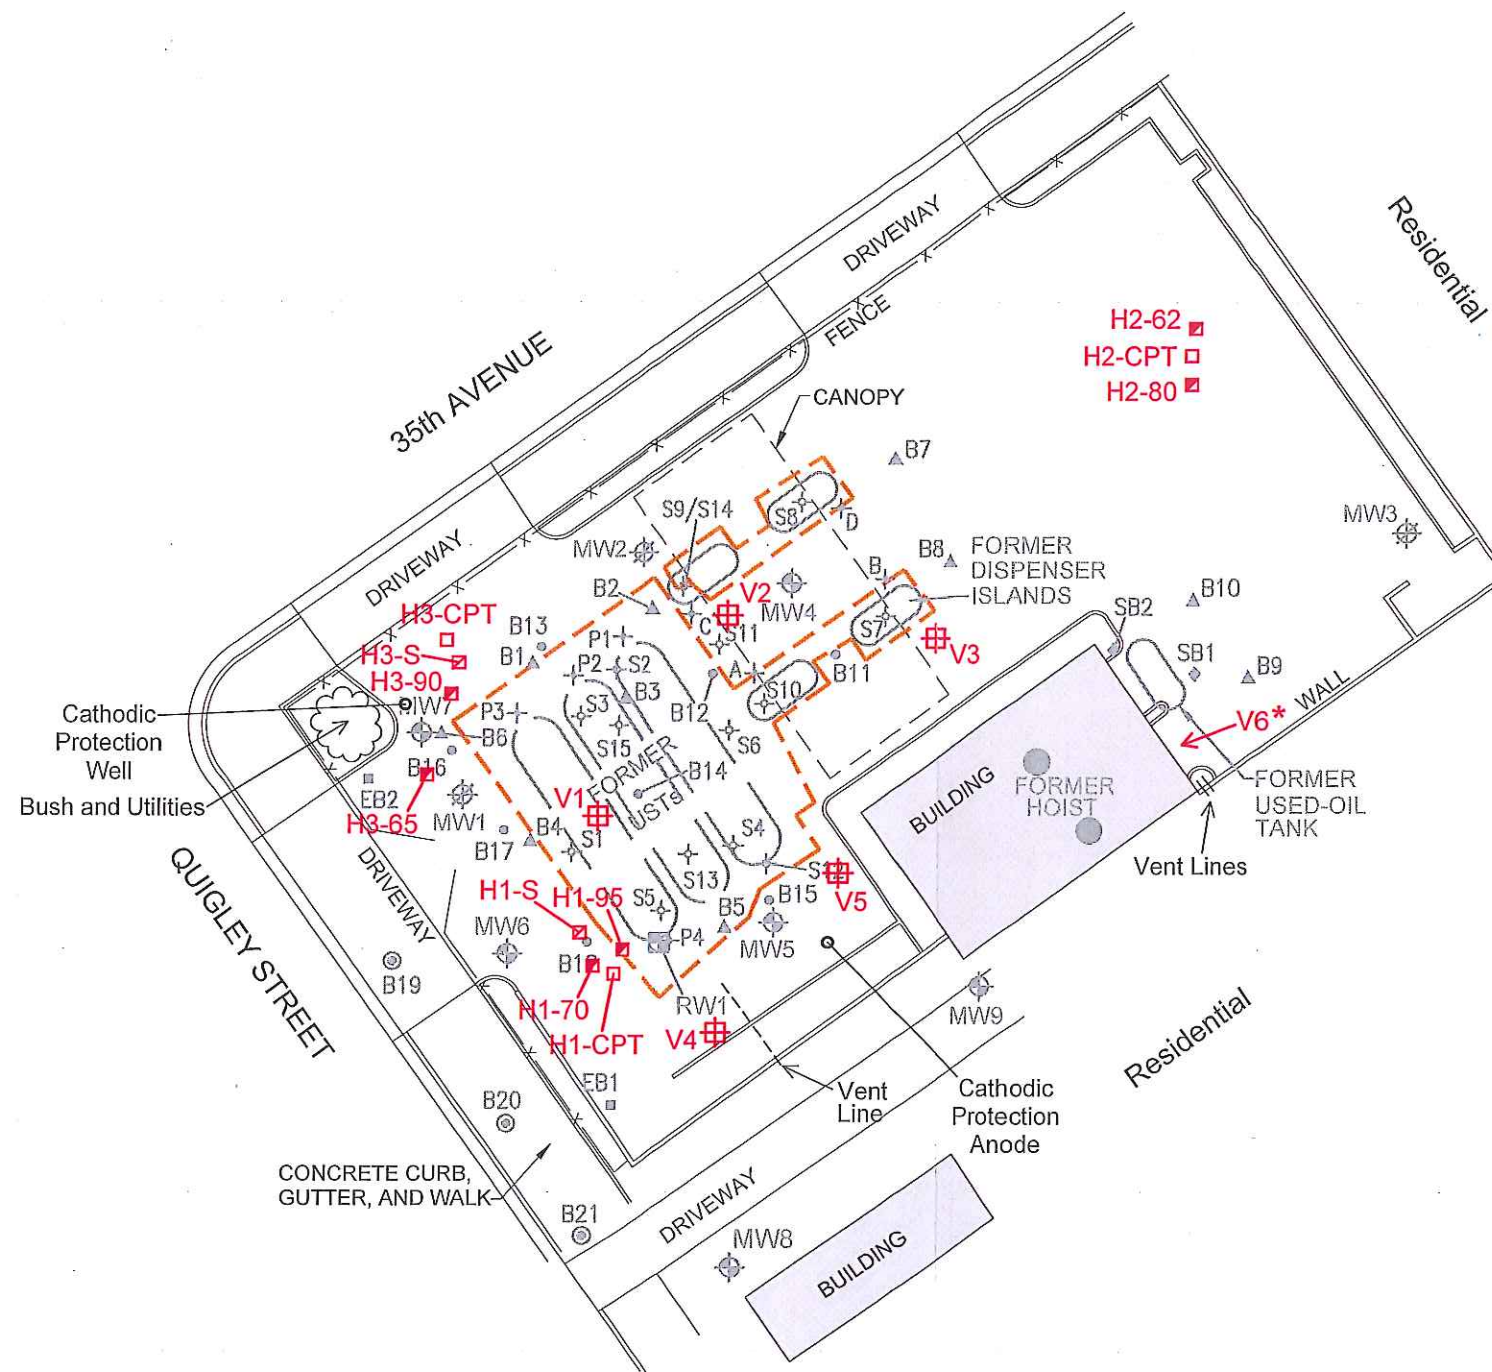 DRIVEWAY
Residential
H2-62
H2-CPT
H2-80
FENCE
35th AVENUE
CANOPY
B7
S9/S14
S8
D
MW3
MW2
B8
FORMER
DISPENSER
ISLANDS
B
DRIVEWAY
B2
V2
MW4
B10
SB2
H3-CPT
C
S11
S7
B13
P1
V3
H3-S
B1
P2
S2
A
B11
SB1
B9
H3-90
B3
S10
WALL
MW7
P3
S3
B12
V6*
Cathodic
Protection
Well
B6
S15
S6
FORMER
USTs
B16
B14
BUILDING
FORMER
HOIST
FORMER
USED-OIL
TANK
Bush and Utilities
EB2
V1
H3-65
MW1
B4
S4
B17
S1
Vent Lines
QUIGLEY STREET
DRIVEWAY
S13
H1-S
H1-95
S5
B15
V5
MW6
B5
P4
MW5
B19
H1-70
RW1
MW9
H1-CPT
V4
Residential
EB1
Vent
Line
Cathodic
Protection
Anode
B20
CONCRETE CURB,
GUTTER, AND WALK
DRIVEWAY
B21
MW8
BUILDING